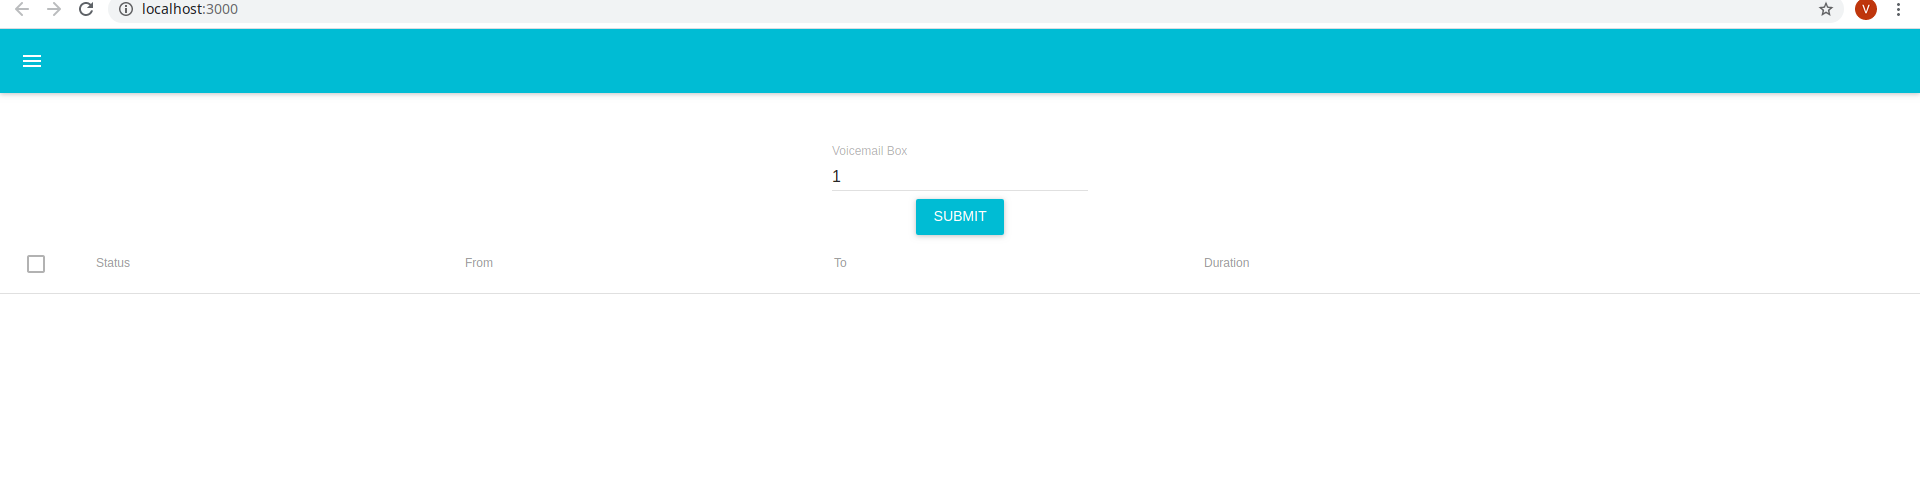 localhost:3000
V
Voicemail Box
1
SUBMIT
Status From To Duration